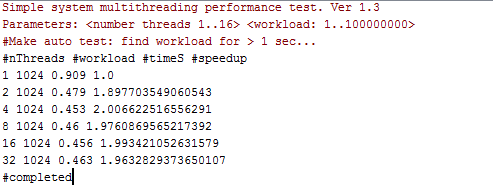 Simple system multithreading performance test. Ver 1.3
Parameters: <number threads 1..16> <workload: 1..100000000>
#Make auto test: find workload for > 1 sec...
#nThreads #workload #timeS #speedup
1 1024 0.909 1.0
2 1024 0.479 1.897703549060543
4 1024 0.453 2.006622516556291
8 1024 0.46 1.9760869565217392
16 1024 0.456 1.993421052631579
32 1024 0.463 1.9632829373650107
#completed